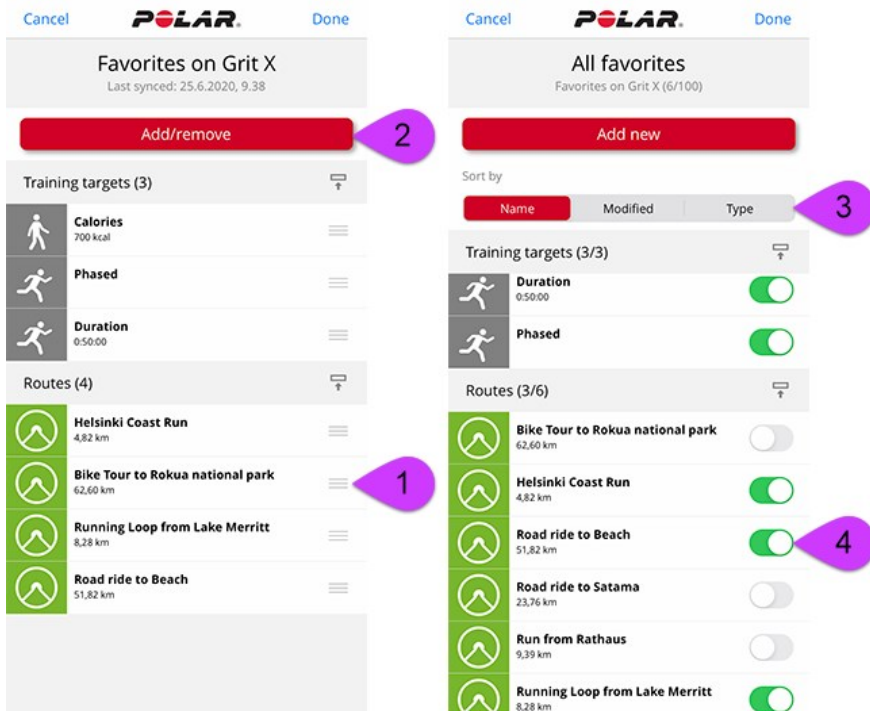 Cancel
POLAR.
Done
Favorites on Grit X
Last synced: 25.6.2020, 9.38
Add/remove
2
Training targets (3)
Calories
700 kcal
Phased
Duration
0:50:00
Routes (4)
Helsinki Coast Run
4,82 km
Bike Tour to Rokua national park
62,60 km
1
Running Loop from Lake Merritt
8,28 km
Road ride to Beach
51,82 km
Cancel
POLAR.
Done
All favorites
Favorites on Grit X (6/100)
Add new
Sort by
Name Modified Type
3
Training targets (3/3)
Duration
0:50:00
Phased
Routes (3/6)
Bike Tour to Rokua national park
62,60 km
Helsinki Coast Run
4,82 km
Road ride to Beach
51,82 km
4
Road ride to Satama
23,76 km
Run from Rathaus
9,39 km
Running Loop from Lake Merritt
8,28 km